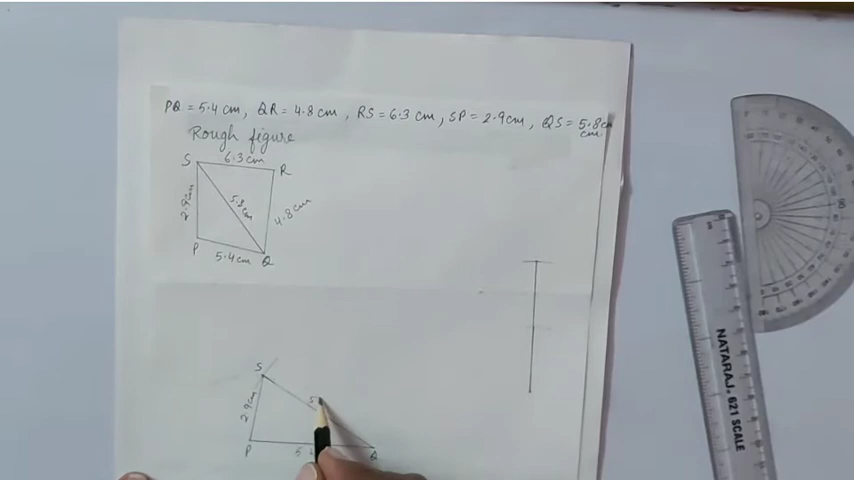 PQ = 5.4 cm, QR = 4.8 cm, RS = 6.3 cm, SP = 2.9 cm, QS = 5.8 cm
cm.
Rough figure
6.3 cm
S
R
2.9 cm
5.8 cm
4.8 cm
P
5.4 cm
Q
S
2.9 cm
5
P
5
Q
NATARAJ. 621 SCALE